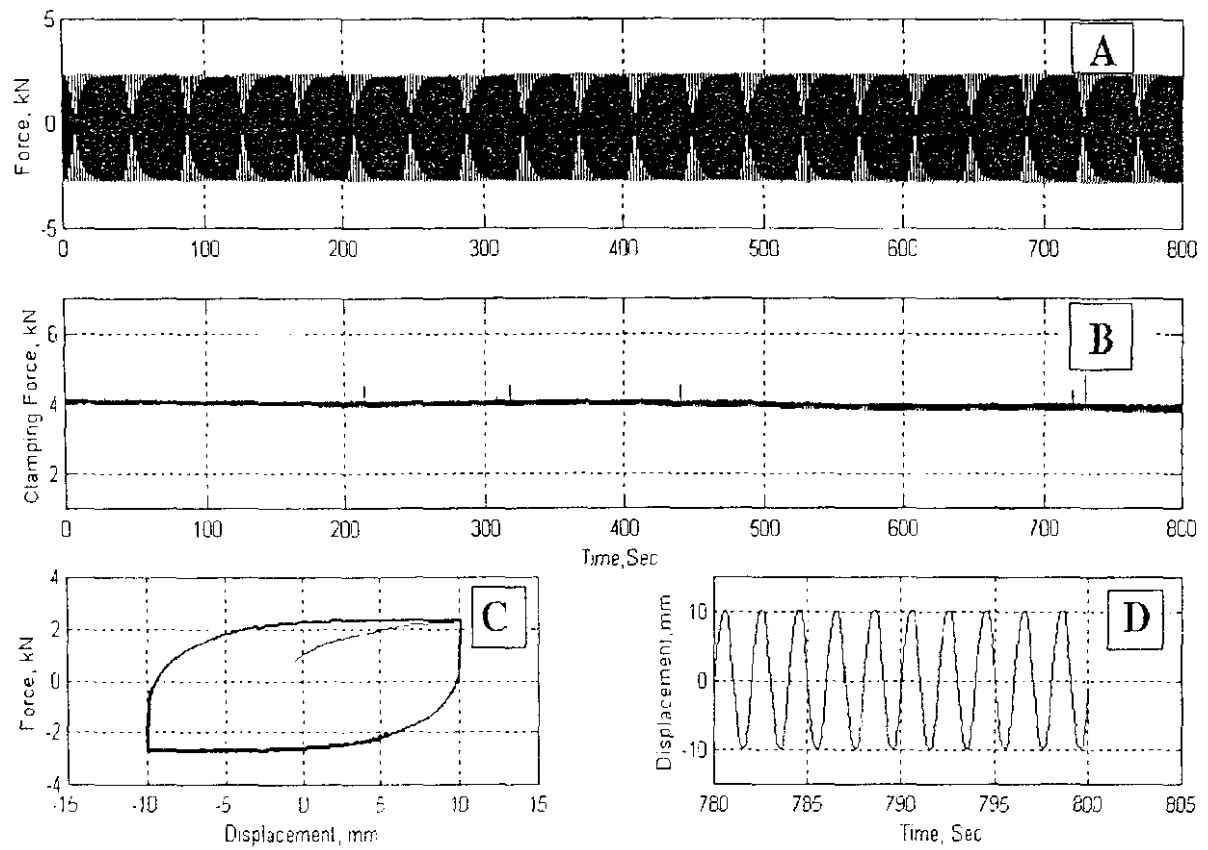 5
A
Force, kN
0
-5
0 100 200 300 400 500 600 700 800
6
B
Clamping Force, kN
4
2
0 100 200 300 400 500 600 700 800
Time,Sec
4
C
2
Force, kN
0
-2
-4
-15 -10 -5 0 5 10 15
Displacement, mm
10
D
Displacement,mm
0
-10
780 785 790 795 800 805
Time, Sec